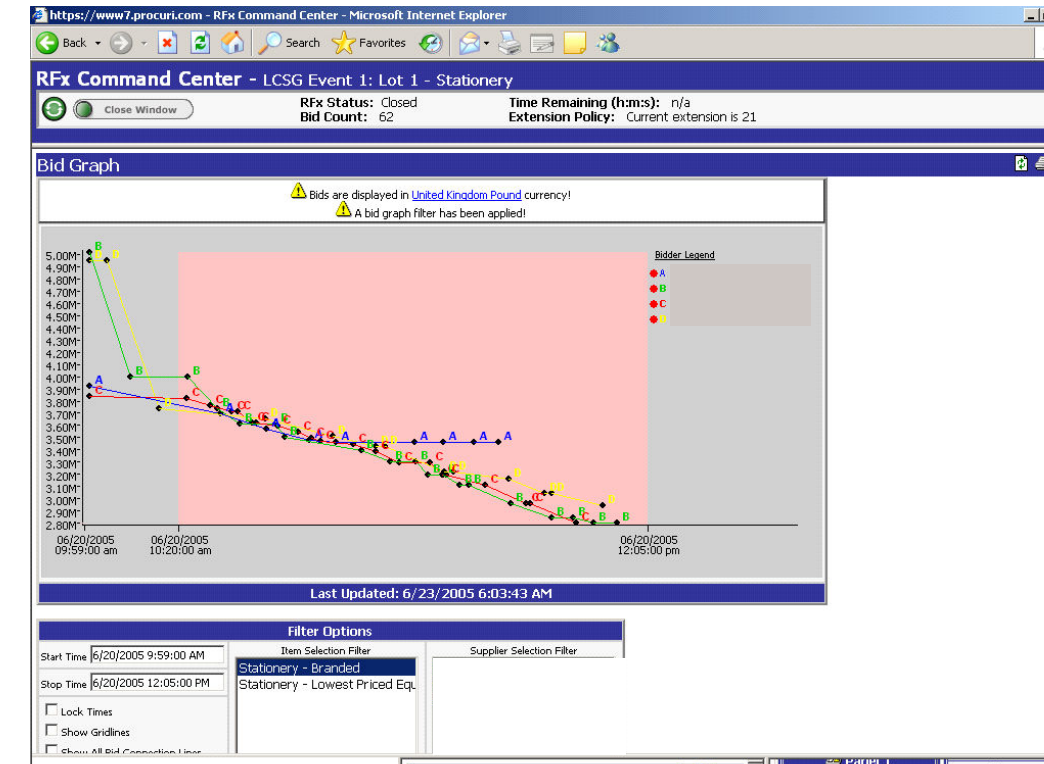 https://www7.procuri.com - RFx Command Center - Microsoft Internet Explorer
Back Search Favorites
RFx Command Center - LCSG Event 1: Lot 1 - Stationery
Close Window RFx Status: Closed Time Remaining (h:m:s): n/a
Bid Count: 62 Extension Policy: Current extension is 21
Bid Graph
Bids are displayed in United Kingdom Pound currency!
A bid graph filter has been applied!
Bidder Legend
A
B
C
D
5.00M
4.90M
4.80M
4.70M
4.60M
4.50M
4.40M
4.30M
4.20M
4.10M
4.00M
3.90M
3.80M
3.70M
3.60M
3.50M
3.40M
3.30M
3.20M
3.10M
3.00M
2.90M
2.80M
06/20/2005 06/20/2005 06/20/2005
09:59:00 am 10:20:00 am 12:05:00 pm
Last Updated: 6/23/2005 6:03:43 AM
Filter Options
Start Time 6/20/2005 9:59:00 AM Item Selection Filter Supplier Selection Filter
Stationery - Branded
Stop Time 6/20/2005 12:05:00 PM Stationery - Lowest Priced Equ
Lock Times
Show Gridlines
Show All Bid Connection Lines